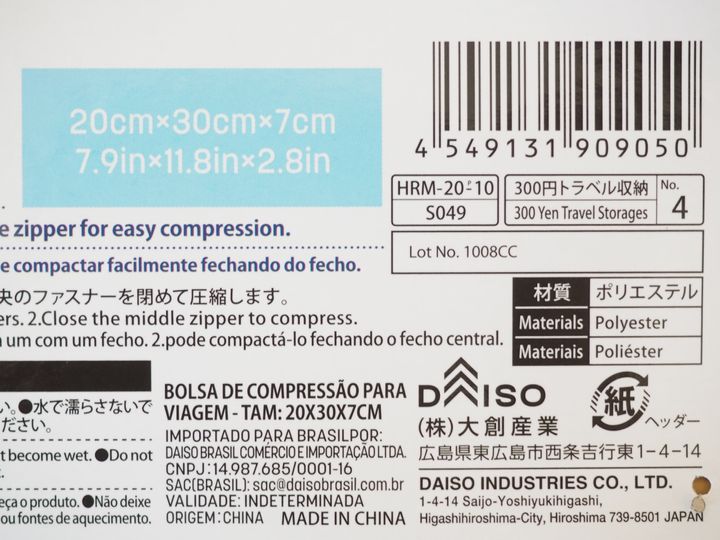 20cm×30cm×7cm
7.9in×11.8in×2.8in
4 549131 909050
HRM-20-ｱ-10
S049
300円トラベル収納
300 Yen Travel Storages
No.
4
Lot No. 1008CC
e zipper for easy compression.
e compactar facilmente fechando do fecho.
央のファスナーを閉めて圧縮します。
ers. 2.Close the middle zipper to compress.
um com um fecho. 2.pode compactá-lo fechando o fecho central.
材質 ポリエステル
Materials Polyester
Materiais Poliéster
い。●水で濡らさないで
ださい。
t become wet. ●Do not
eça o produto. ●Não deixe
ou fontes de aquecimento.
BOLSA DE COMPRESSÃO PARA
VIAGEM - TAM: 20X30X7CM
IMPORTADO PARA BRASILPOR:
DAISO BRASIL COMÉRCIO E IMPORTAÇÃO LTDA.
CNPJ:14.987.685/0001-16
SAC(BRASIL): sac@daisobrasil.com.br
VALIDADE: INDETERMINADA
ORIGEM: CHINA MADE IN CHINA
DAISO
紙
ヘッダー
(株)大創産業
広島県東広島市西条吉行東1-4-14
DAISO INDUSTRIES CO., LTD.
1-4-14 Saijo-Yoshiyukihigashi,
Higashihiroshima-City, Hiroshima 739-8501 JAPAN